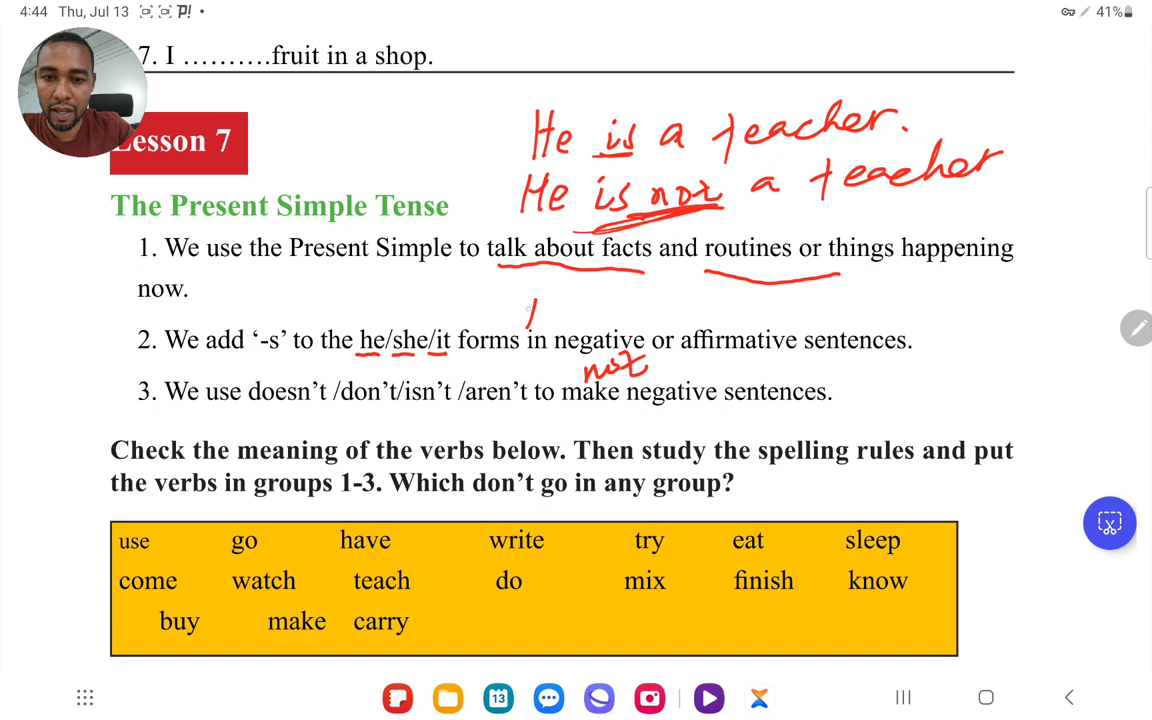 4:44 Thu, Jul 13
41%
7. I ……….fruit in a shop.
He is a teacher.
Lesson 7
He is not a teacher
The Present Simple Tense
1. We use the Present Simple to talk about facts and routines or things happening
now.
2. We add ‘-s’ to the he/she/it forms in negative or affirmative sentences.
not
3. We use doesn’t /don’t/isn’t /aren’t to make negative sentences.
Check the meaning of the verbs below. Then study the spelling rules and put
the verbs in groups 1-3. Which don’t go in any group?
use go have write try eat sleep
come watch teach do mix finish know
buy make carry
13